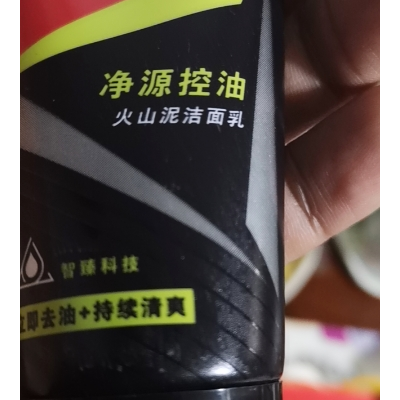 净源控油
火山泥洁面乳
智臻科技
立即去油+持续清爽